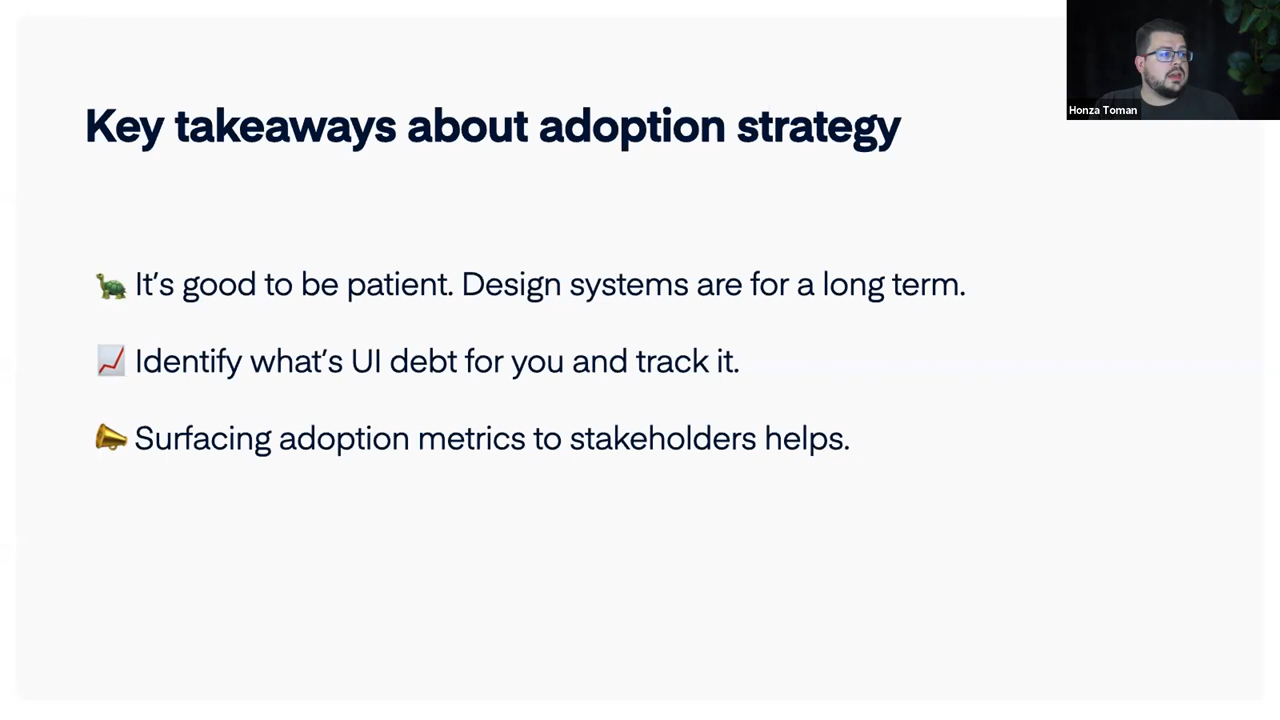 Key takeaways about adoption strategy
Honza Toman
🐢 It’s good to be patient. Design systems are for a long term.
📈 Identify what’s UI debt for you and track it.
📣 Surfacing adoption metrics to stakeholders helps.